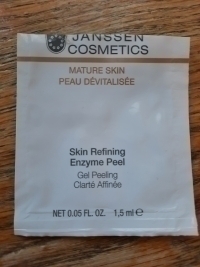 JANSSEN
COSMETICS
MATURE SKIN
PEAU DÉVITALISÉE
Skin Refining
Enzyme Peel
Gel Peeling
Clarté Affinée
NET 0.05 FL. OZ. 1,5 ml ℮